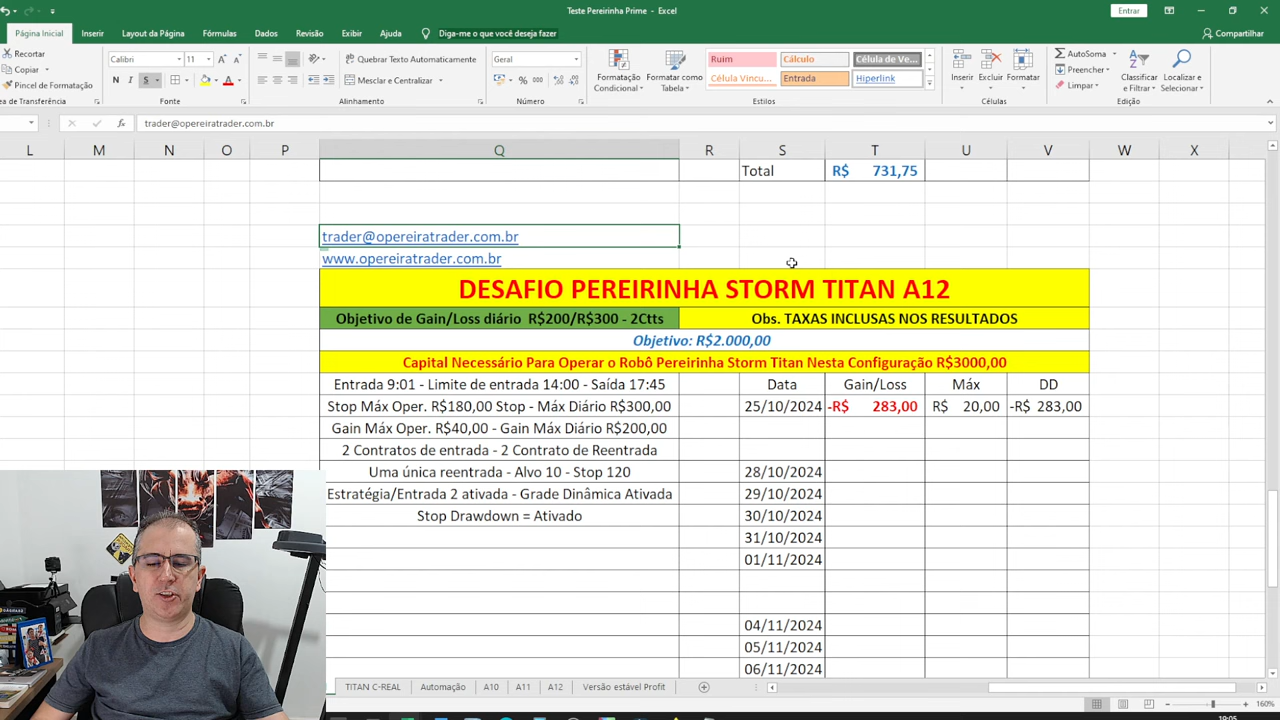 Teste Pereirinha Prime - Excel
Entrar
Página Inicial Inserir Layout da Página Fórmulas Dados Revisão Exibir Ajuda Diga-me o que você deseja fazer Compartilhar
Recortar
Copiar
Pincel de Formatação
a de Transferência
Calibri 11
N I S
Fonte
Quebrar Texto Automaticamente
Mesclar e Centralizar
Alinhamento
Geral
% 000
Número
Formatação Condicional
Formatar como Tabela
Ruim Cálculo Célula de Ve...
Célula Vincu... Entrada Hiperlink
Estilos
Inserir Excluir Formatar
Células
AutoSoma
Preencher
Limpar
Classificar e Filtrar
Localizar e Selecionar
Edição
fx trader@opereiratrader.com.br
L M N O P Q R S T U V W X
Total R$ 731,75
trader@opereiratrader.com.br
www.opereiratrader.com.br
DESAFIO PEREIRINHA STORM TITAN A12
Objetivo de Gain/Loss diário R$200/R$300 - 2Ctts Obs. TAXAS INCLUSAS NOS RESULTADOS
Objetivo: R$2.000,00
Capital Necessário Para Operar o Robô Pereirinha Storm Titan Nesta Configuração R$3000,00
Entrada 9:01 - Limite de entrada 14:00 - Saída 17:45 Data Gain/Loss Máx DD
Stop Máx Oper. R$180,00 Stop - Máx Diário R$300,00 25/10/2024 -R$ 283,00 R$ 20,00 -R$ 283,00
Gain Máx Oper. R$40,00 - Gain Máx Diário R$200,00
2 Contratos de entrada - 2 Contrato de Reentrada
Uma única reentrada - Alvo 10 - Stop 120 28/10/2024
Estratégia/Entrada 2 ativada - Grade Dinâmica Ativada 29/10/2024
Stop Drawdown = Ativado 30/10/2024
31/10/2024
01/11/2024
04/11/2024
05/11/2024
06/11/2024
TITAN C-REAL Automação A10 A11 A12 Versão estável Profit
160%
19:05